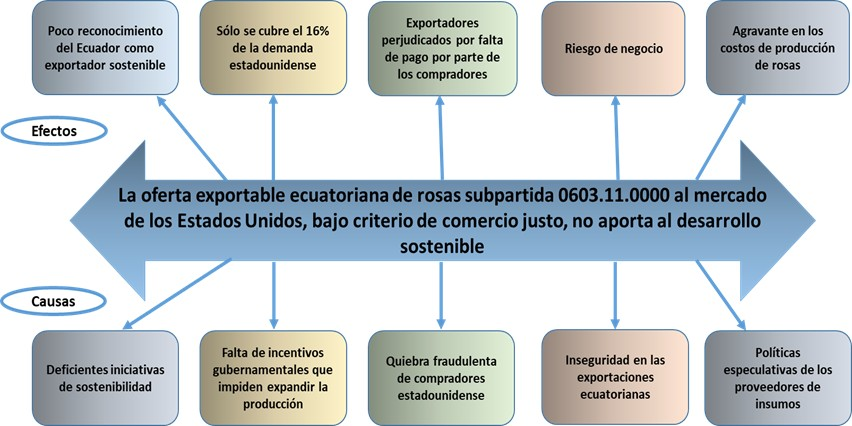 Poco reconocimiento
del Ecuador como
exportador sostenible
Sólo se cubre el 16%
de la demanda
estadounidense
Exportadores
perjudicados por falta
de pago por parte de
los compradores
Riesgo de negocio
Agravante en los
costos de producción
de rosas
Efectos
La oferta exportable ecuatoriana de rosas subpartida 0603.11.0000 al mercado
de los Estados Unidos, bajo criterio de comercio justo, no aporta al desarrollo
sostenible
Causas
Deficientes iniciativas
de sostenibilidad
Falta de incentivos
gubernamentales que
impiden expandir la
producción
Quiebra fraudulenta
de compradores
estadounidense
Inseguridad en las
exportaciones
ecuatorianas
Políticas
especulativas de los
proveedores de
insumos